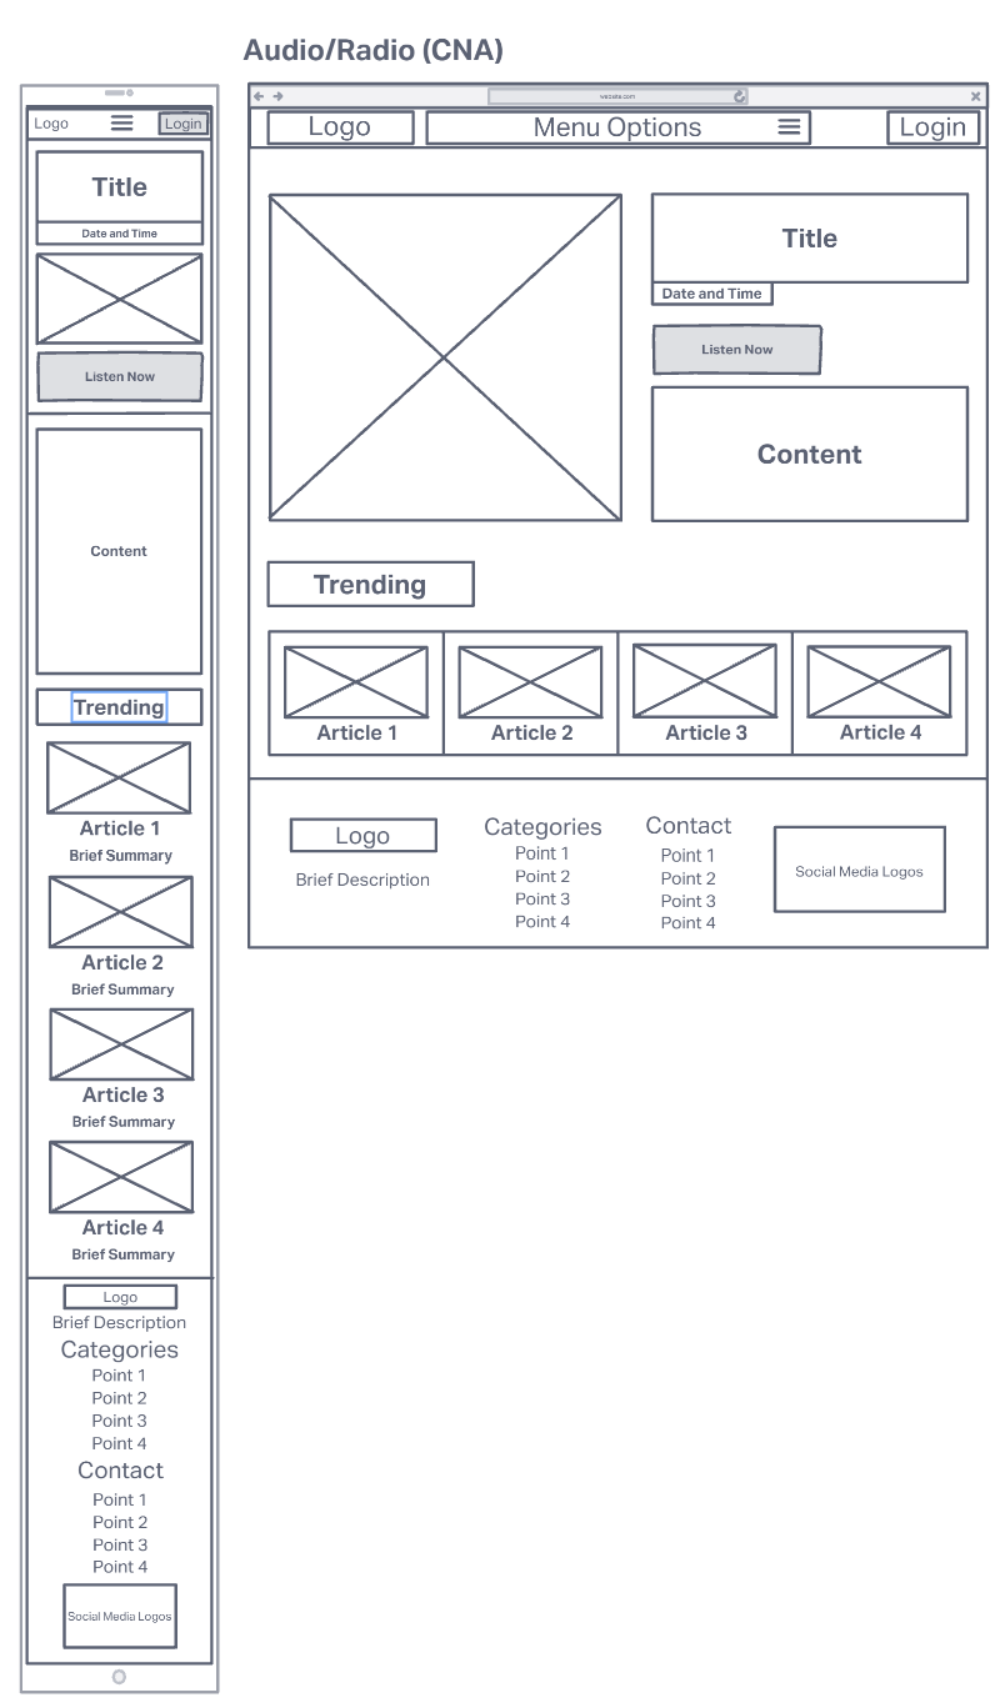 Audio/Radio (CNA)
Logo
Login
Title
Date and Time
Listen Now
Content
Trending
Article 1
Brief Summary
Article 2
Brief Summary
Article 3
Brief Summary
Article 4
Brief Summary
Logo
Brief Description
Categories
Point 1
Point 2
Point 3
Point 4
Contact
Point 1
Point 2
Point 3
Point 4
Social Media Logos
website.com
Logo
Menu Options
Login
Title
Date and Time
Listen Now
Content
Trending
Article 1
Article 2
Article 3
Article 4
Logo
Brief Description
Categories
Point 1
Point 2
Point 3
Point 4
Contact
Point 1
Point 2
Point 3
Point 4
Social Media Logos